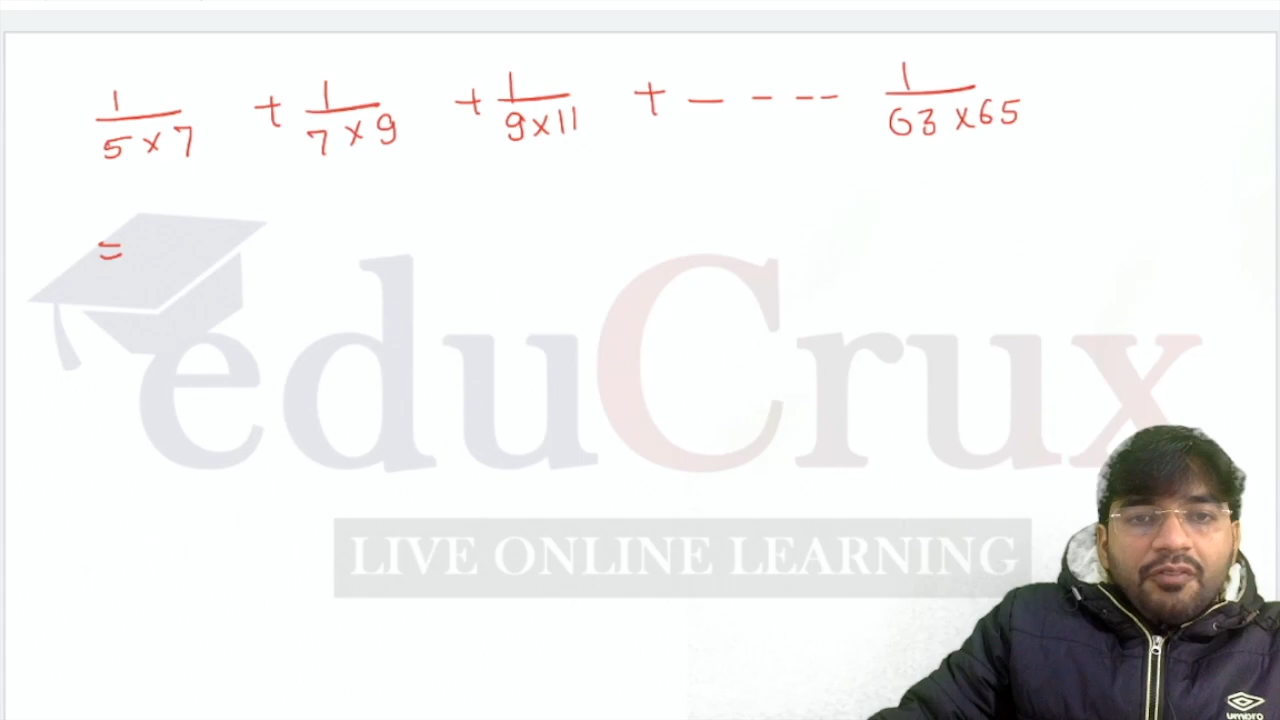 1/(5×7) + 1/(7×9) + 1/(9×11) + – – – – 1/(63×65)
=
eduCrux
LIVE ONLINE LEARNING
umbro